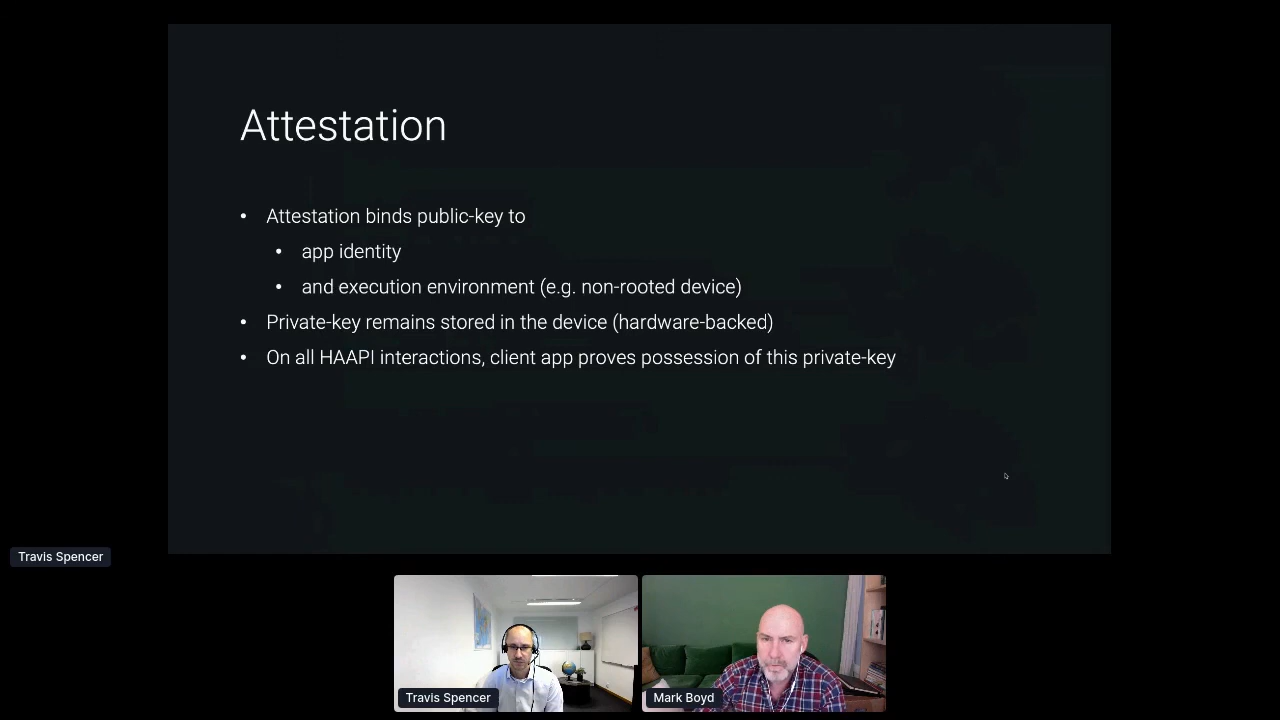 Attestation
• Attestation binds public-key to
• app identity
• and execution environment (e.g. non-rooted device)
• Private-key remains stored in the device (hardware-backed)
• On all HAAPI interactions, client app proves possession of this private-key
Travis Spencer
Travis Spencer
Mark Boyd